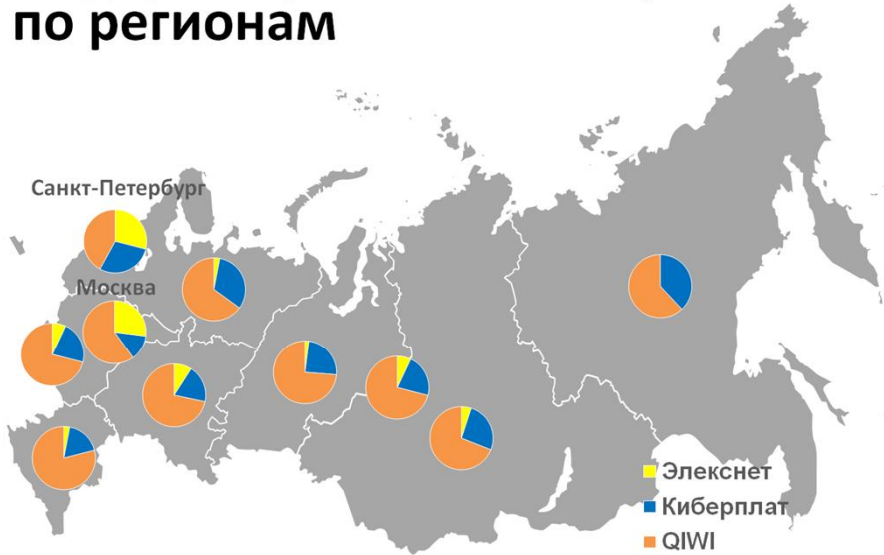 по регионам
Санкт-Петербург
Москва
Элекснет
Киберплат
QIWI